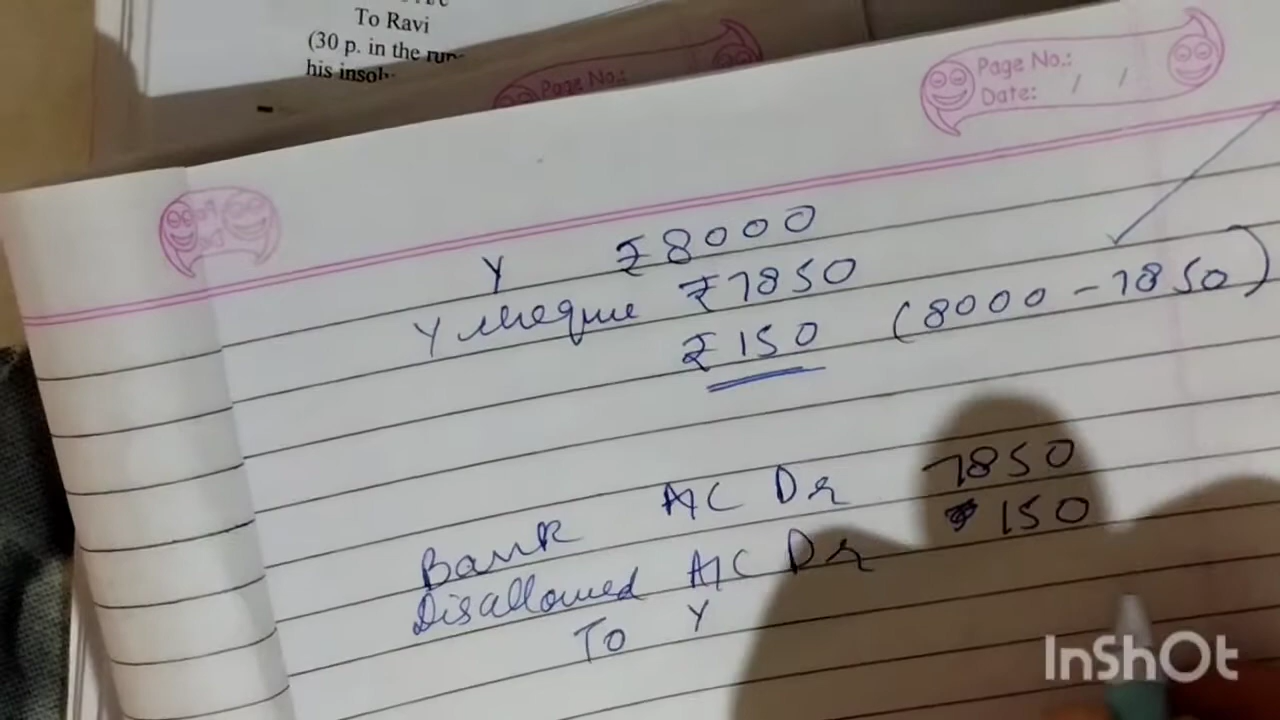 To Ravi
(30 p. in the rup
his insol
Page No.:
Page No.:
Date: / /
Y ₹8000
Y cheque ₹7850
₹150 (8000 - 7850)
Bank A/C Dr 7850
Disallowed A/C Dr 150
To Y
InShOt